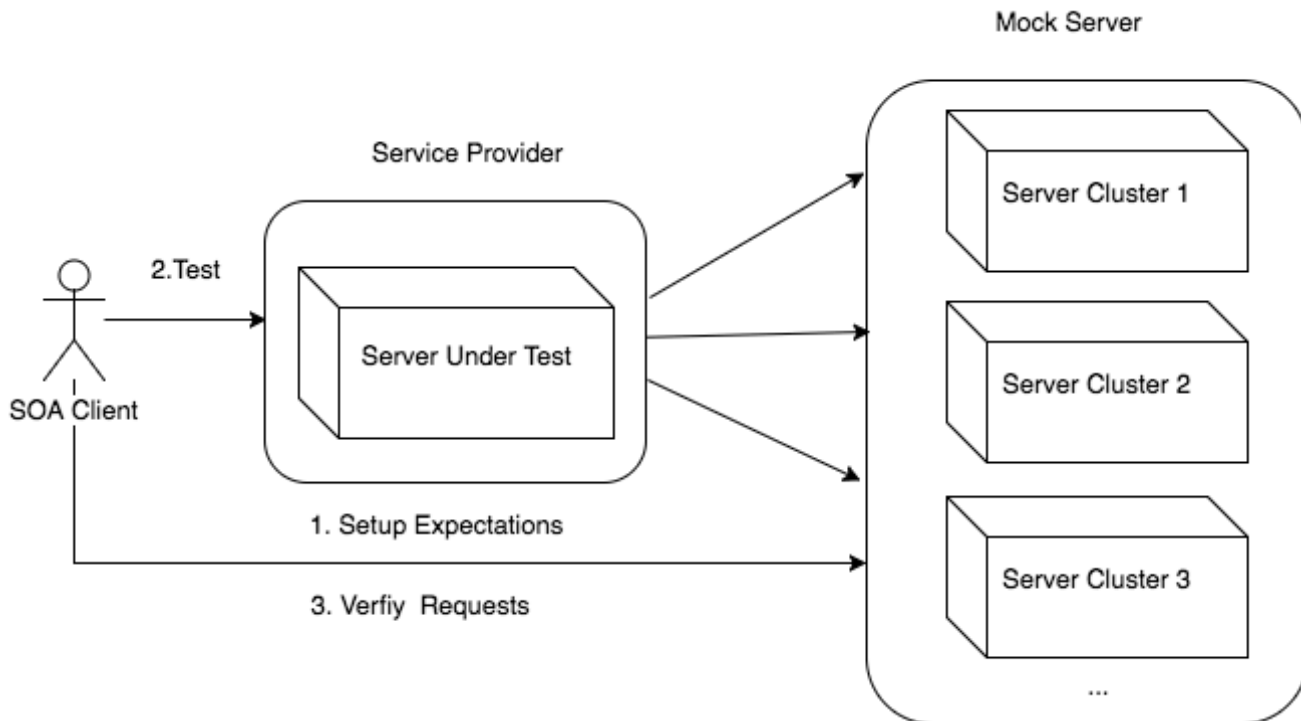 Mock Server
Service Provider
Server Cluster 1
2.Test
Server Under Test
Server Cluster 2
SOA Client
1. Setup Expectations
Server Cluster 3
3. Verfiy Requests
...